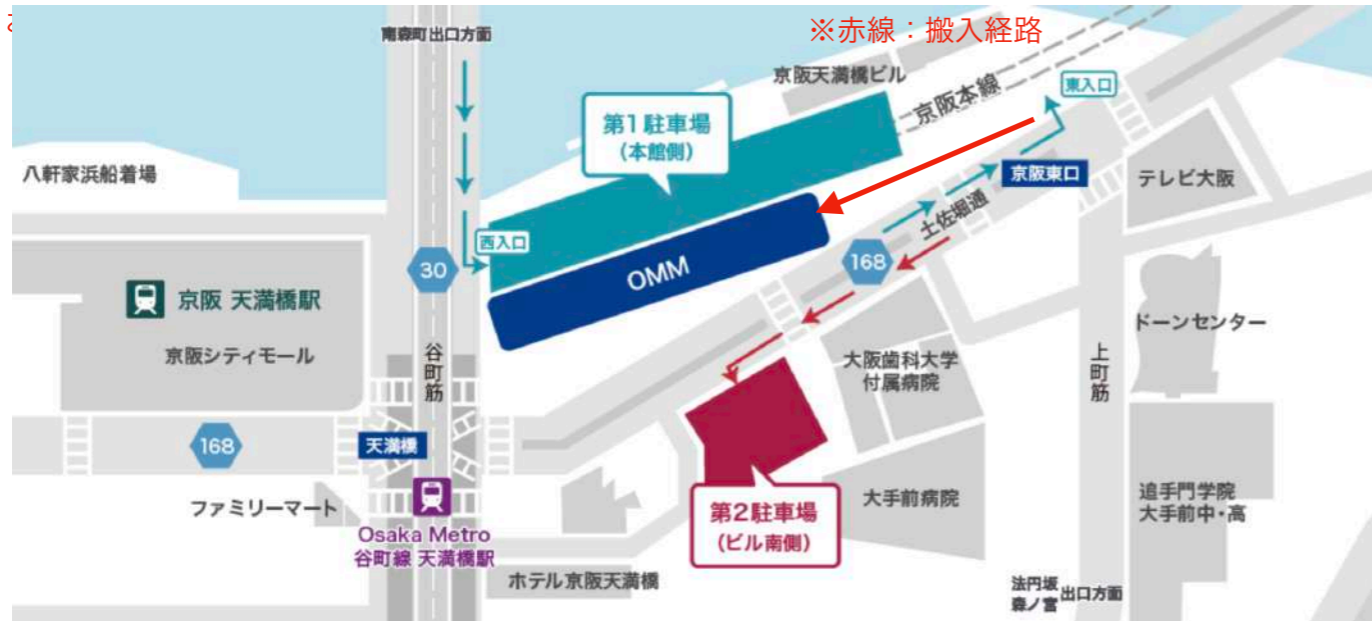 ※赤線：搬入経路
南森町出口方面
京阪天満橋ビル
京阪本線
東入口
第1駐車場
（本館側）
八軒家浜船着場
京阪東口
テレビ大阪
土佐堀通
西入口
30
OMM
168
京阪 天満橋駅
京阪シティモール
谷町筋
ドーンセンター
大阪歯科大学
付属病院
上町筋
168
天満橋
ファミリーマート
第2駐車場
（ビル南側）
大手前病院
追手門学院
大手前中・高
Osaka Metro
谷町線 天満橋駅
ホテル京阪天満橋
法円坂
森ノ宮 出口方面